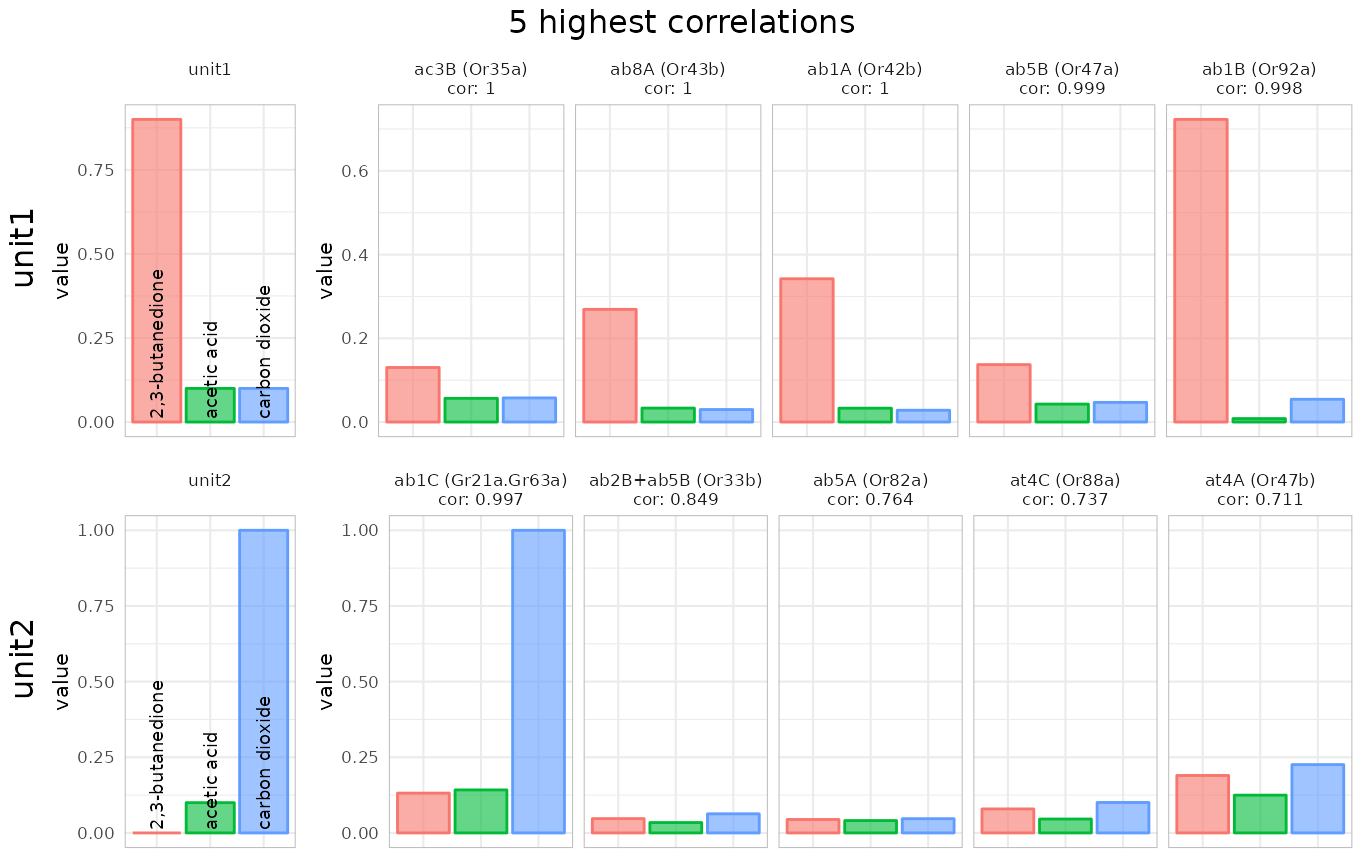 5 highest correlations
unit1
unit1
value
0.75
0.50
0.25
0.00
2,3-butanedione
acetic acid
carbon dioxide
value
0.6
0.4
0.2
0.0
ac3B (Or35a)
cor: 1
ab8A (Or43b)
cor: 1
ab1A (Or42b)
cor: 1
ab5B (Or47a)
cor: 0.999
ab1B (Or92a)
cor: 0.998
unit2
unit2
value
1.00
0.75
0.50
0.25
0.00
2,3-butanedione
acetic acid
carbon dioxide
value
1.00
0.75
0.50
0.25
0.00
ab1C (Gr21a.Gr63a)
cor: 0.997
ab2B+ab5B (Or33b)
cor: 0.849
ab5A (Or82a)
cor: 0.764
at4C (Or88a)
cor: 0.737
at4A (Or47b)
cor: 0.711